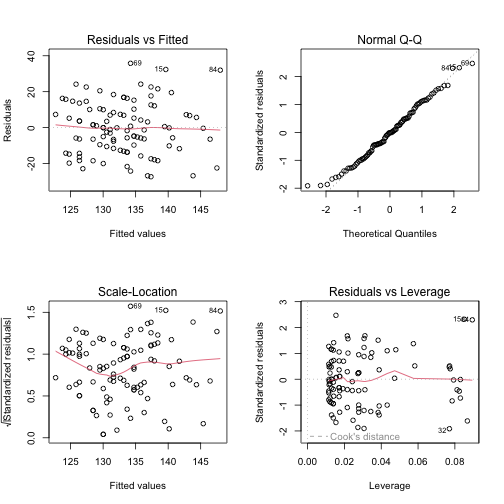 Residuals vs Fitted
Residuals
-20 0 20 40
69
15
84
125 130 135 140 145
Fitted values
Normal Q-Q
Standardized residuals
-2 -1 0 1 2
69
84
-2 -1 0 1 2
Theoretical Quantiles
Scale-Location
√|Standardized residuals|
0.0 0.5 1.0 1.5
69
15
84
125 130 135 140 145
Fitted values
Residuals vs Leverage
Standardized residuals
-2 -1 0 1 2 3
32
Cook's distance
0.00 0.02 0.04 0.06 0.08
Leverage